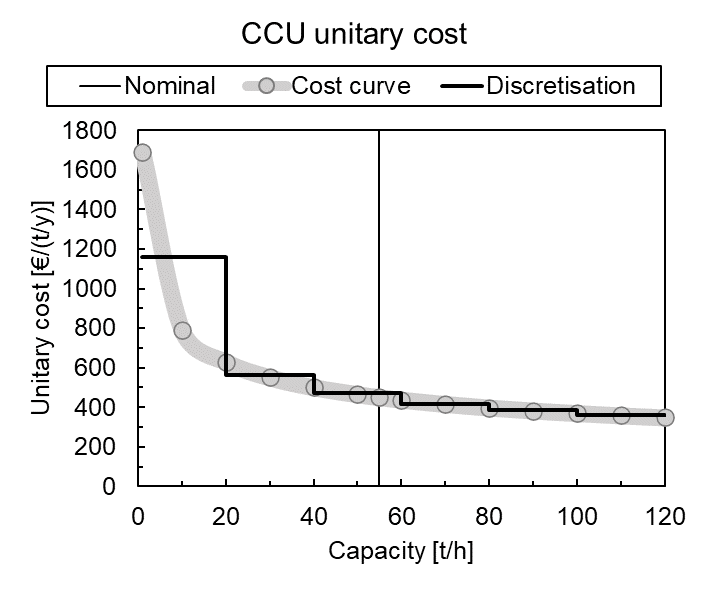 CCU unitary cost
Nominal Cost curve Discretisation
Unitary cost [€/(t/y)]
1800
1600
1400
1200
1000
800
600
400
200
0
0 20 40 60 80 100 120
Capacity [t/h]